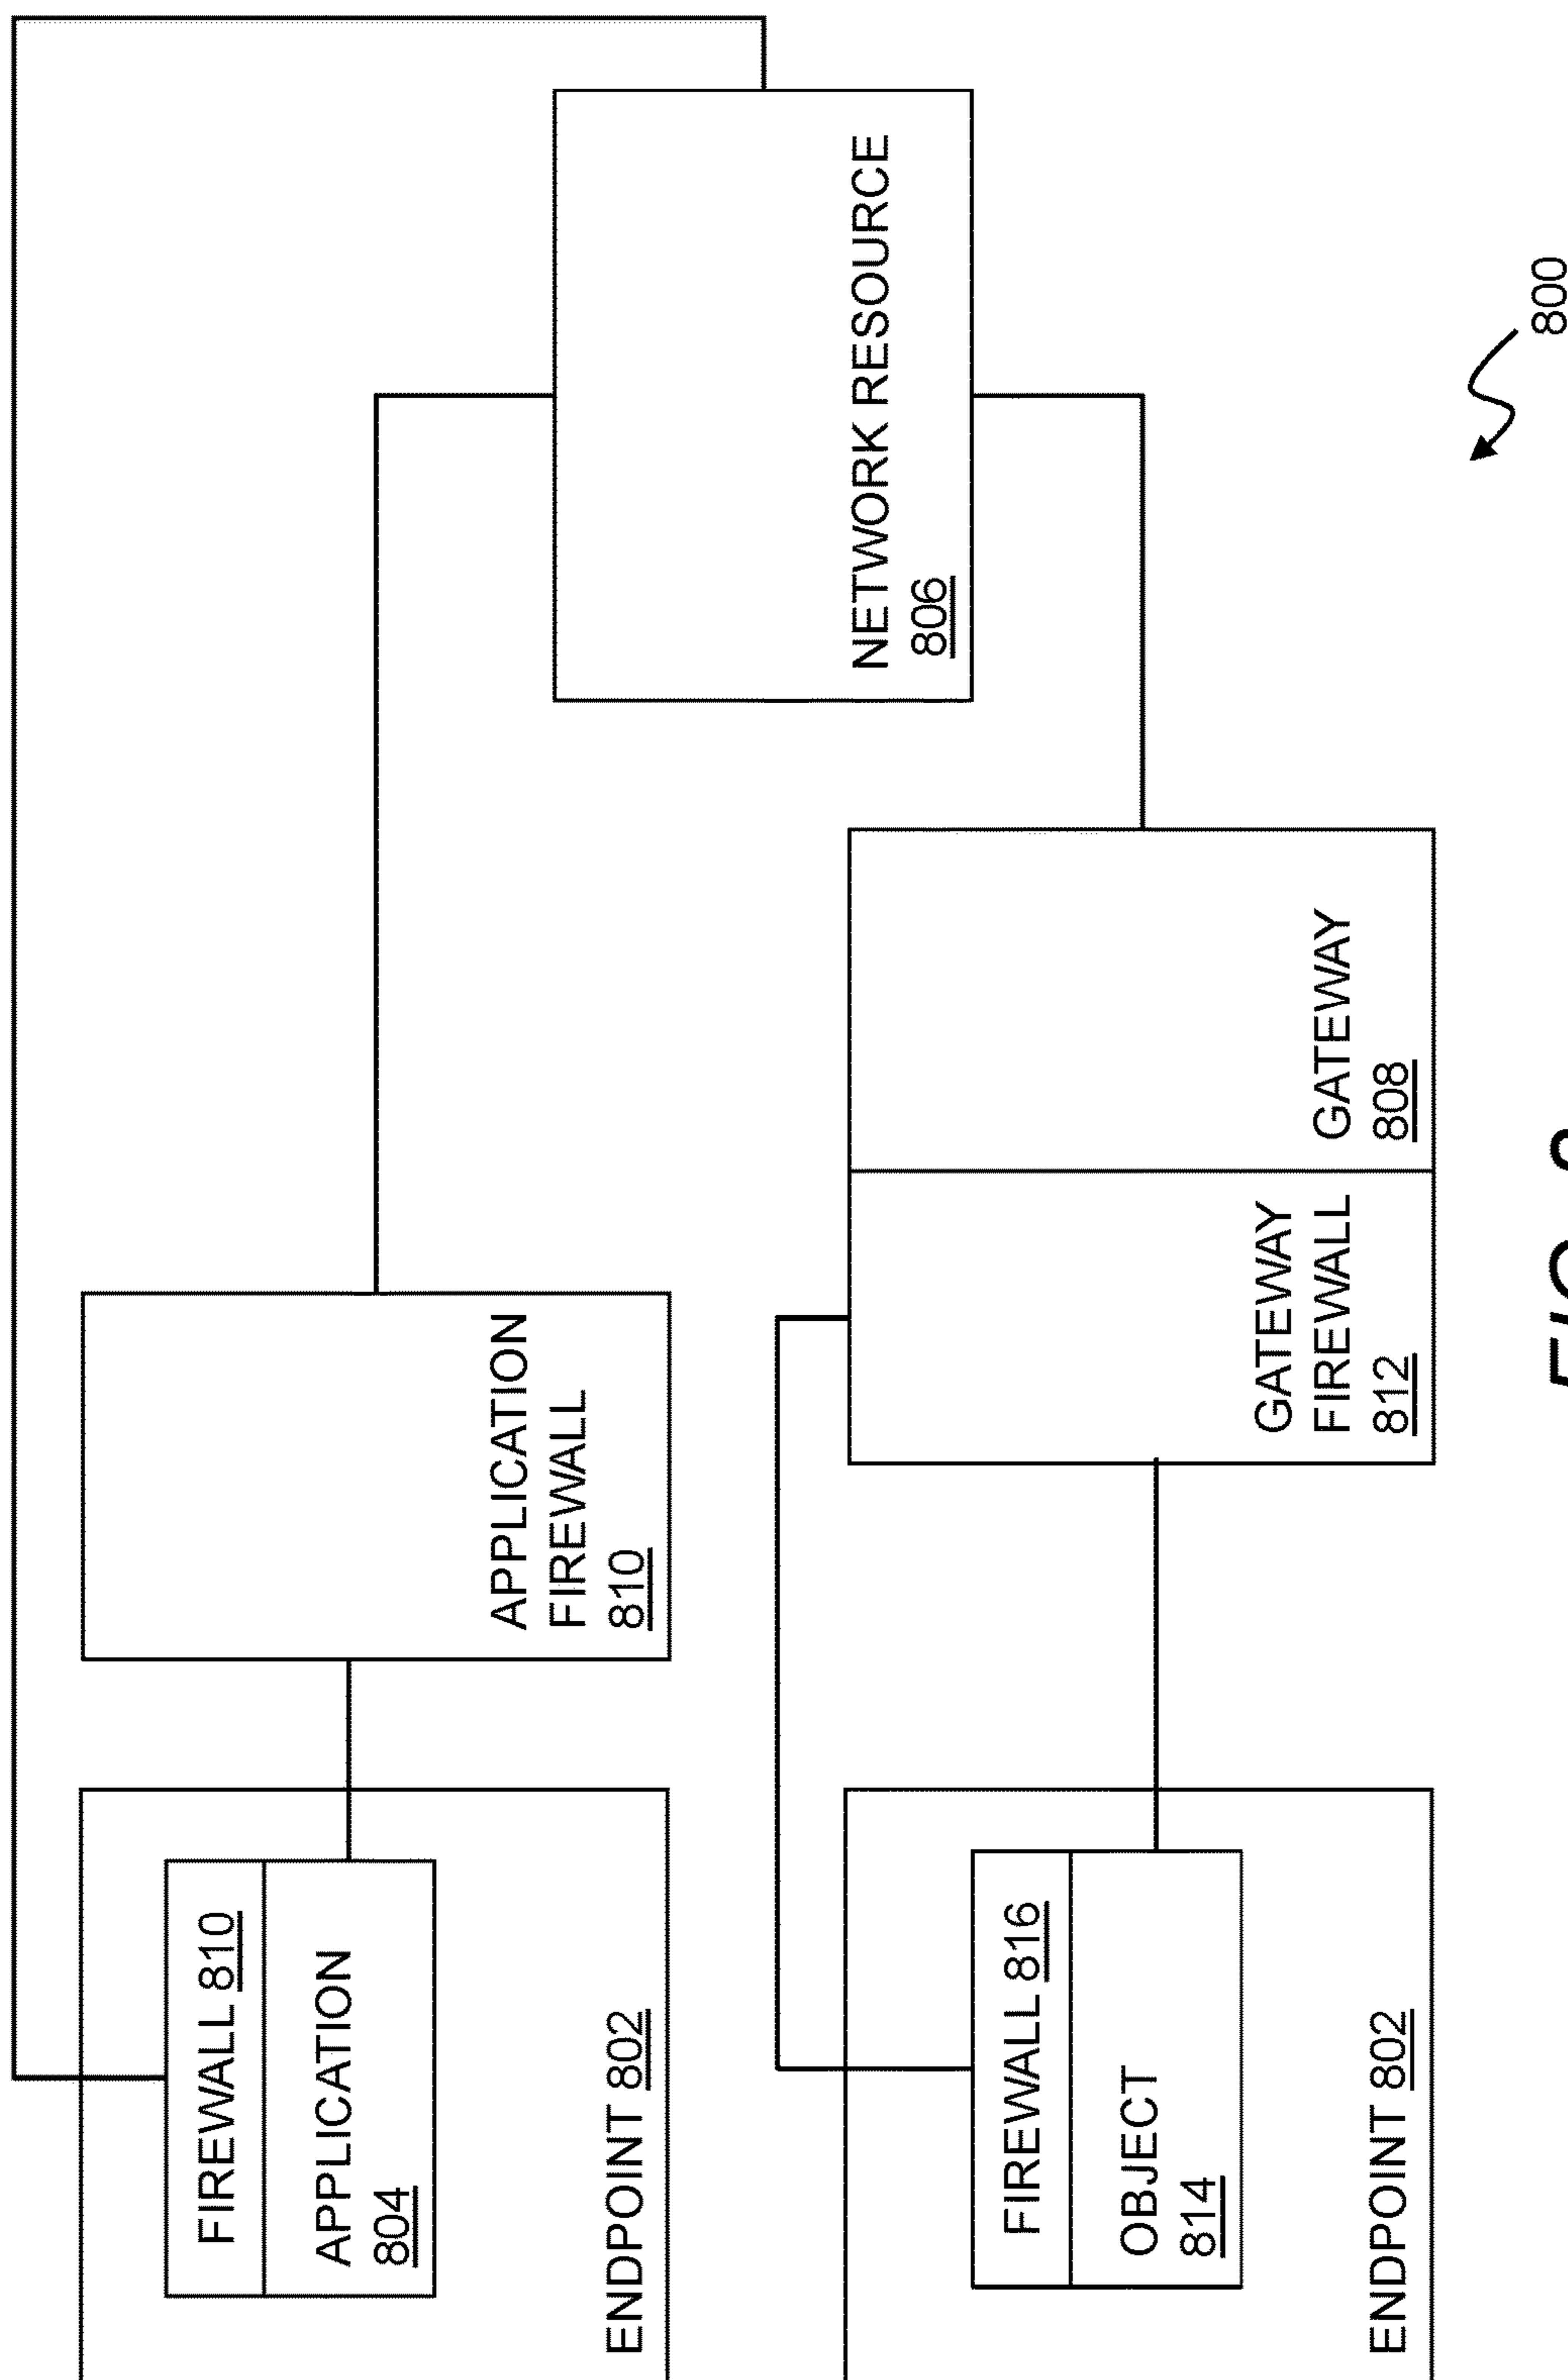 FIREWALL 810
APPLICATION
804
ENDPOINT 802
APPLICATION
FIREWALL
810
NETWORK RESOURCE
806
FIREWALL 816
OBJECT
814
ENDPOINT 802
GATEWAY
FIREWALL
812
GATEWAY
808
800